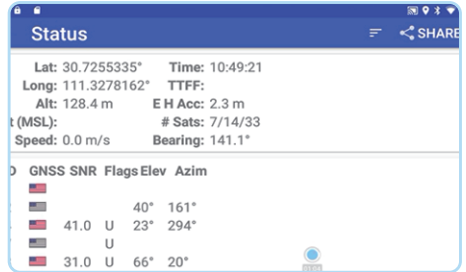 Status
SHARE
Lat: 30.7255335° Time: 10:49:21
Long: 111.3278162° TTFF:
Alt: 128.4 m E H Acc: 2.3 m
t (MSL): # Sats: 7/14/33
Speed: 0.0 m/s Bearing: 141.1°
GNSS SNR Flags Elev Azim
40° 161°
41.0 U 23° 294°
U
31.0 U 66° 20°